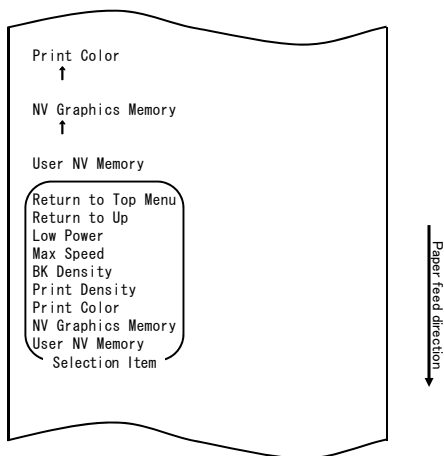 Print Color
↑
NV Graphics Memory
↑
User NV Memory
Return to Top Menu
Return to Up
Low Power
Max Speed
BK Density
Print Density
Print Color
NV Graphics Memory
User NV Memory
Selection Item
Paper feed direction